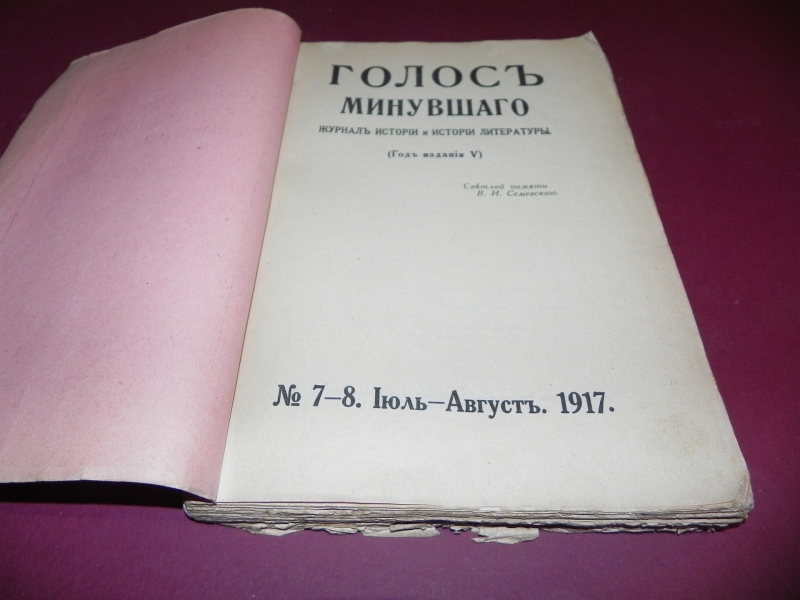 ГОЛОСЪ
МИНУВШАГО
ЖУРНАЛЪ ИСТОРІИ и ИСТОРІИ ЛИТЕРАТУРЫ.
(Годъ изданія V)
Свѣтлой памяти
В. И. Семевскаго.
№ 7–8. Іюль–Августъ. 1917.